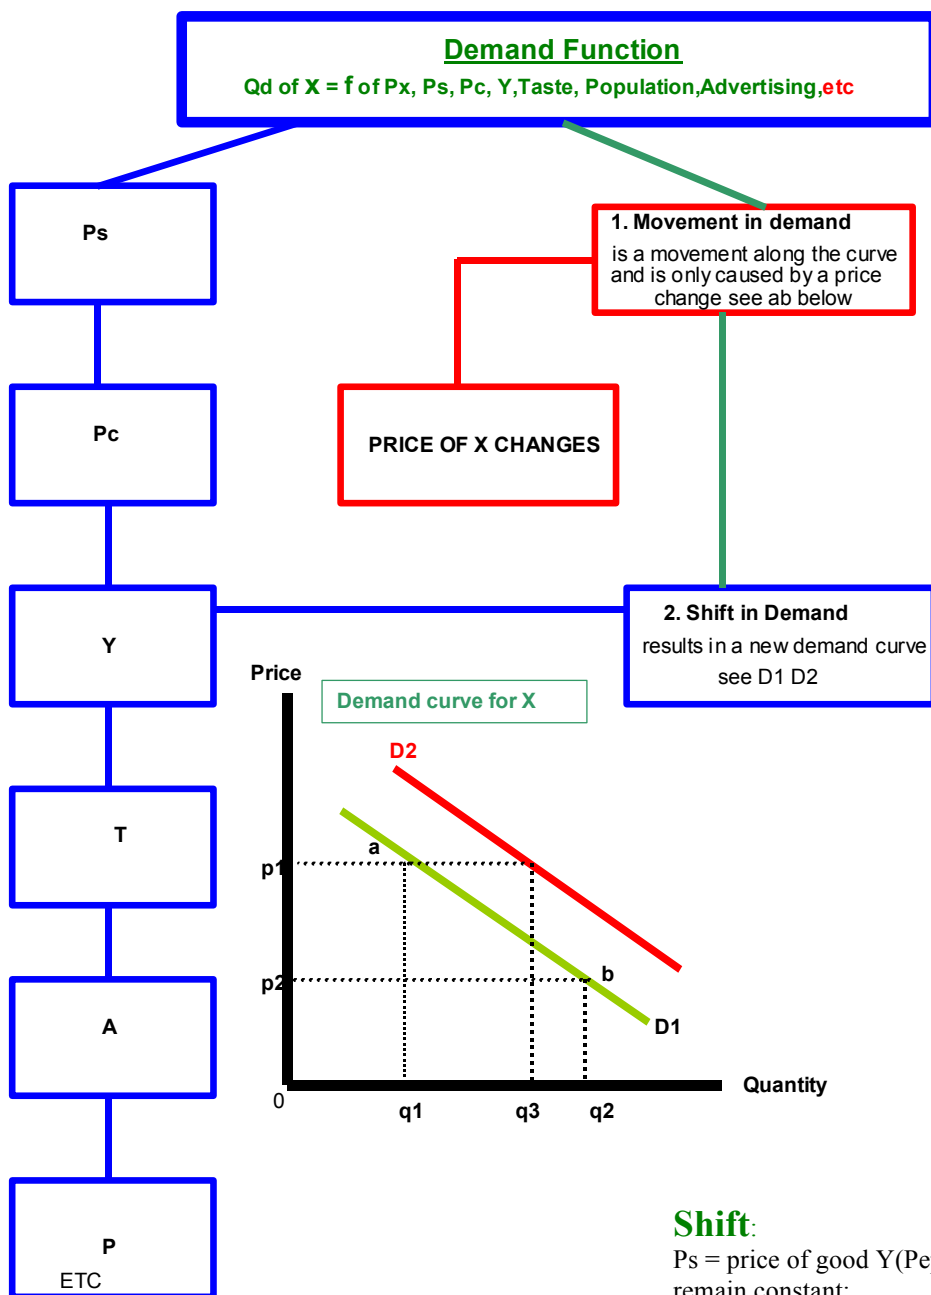 Demand Function
Qd of X = f of Px, Ps, Pc, Y,Taste, Population,Advertising,etc
Ps
1. Movement in demand
is a movement along the curve
and is only caused by a price
change see ab below
Pc
PRICE OF X CHANGES
Y
2. Shift in Demand
results in a new demand curve
see D1 D2
Price
Demand curve for X
D2
T
a
p1
p2
b
A
D1
0
Quantity
q1
q3
q2
P
ETC
Shift:
Ps = price of good Y(Pe
remain constant: